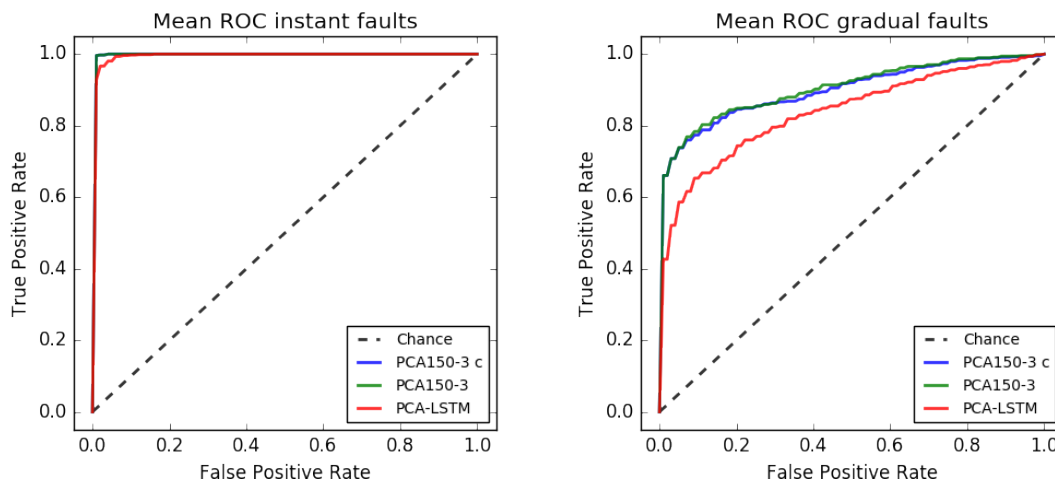 Mean ROC instant faults
True Positive Rate
1.0
0.8
0.6
0.4
0.2
0.0
Chance
PCA150-3 c
PCA150-3
PCA-LSTM
0.0 0.2 0.4 0.6 0.8 1.0
False Positive Rate
Mean ROC gradual faults
True Positive Rate
1.0
0.8
0.6
0.4
0.2
0.0
Chance
PCA150-3 c
PCA150-3
PCA-LSTM
0.0 0.2 0.4 0.6 0.8 1.0
False Positive Rate